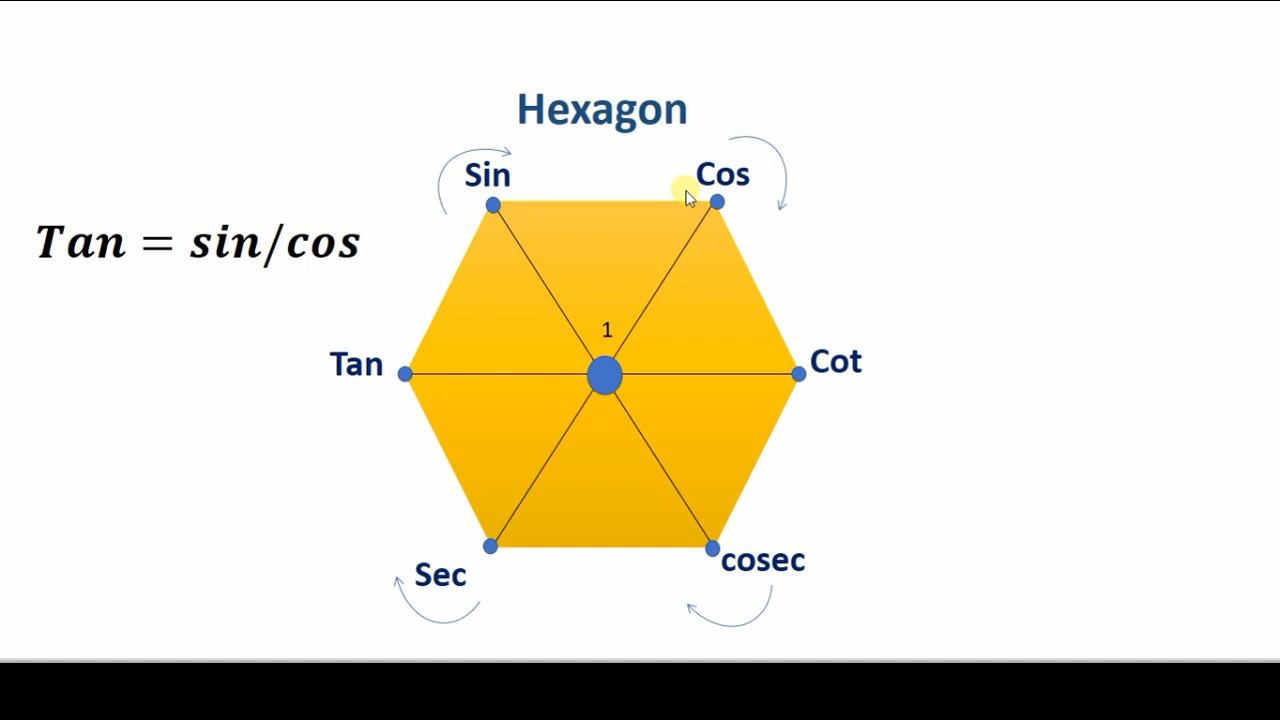 Hexagon
Sin
Cos
Tan = sin/cos
1
Tan
Cot
Sec
cosec